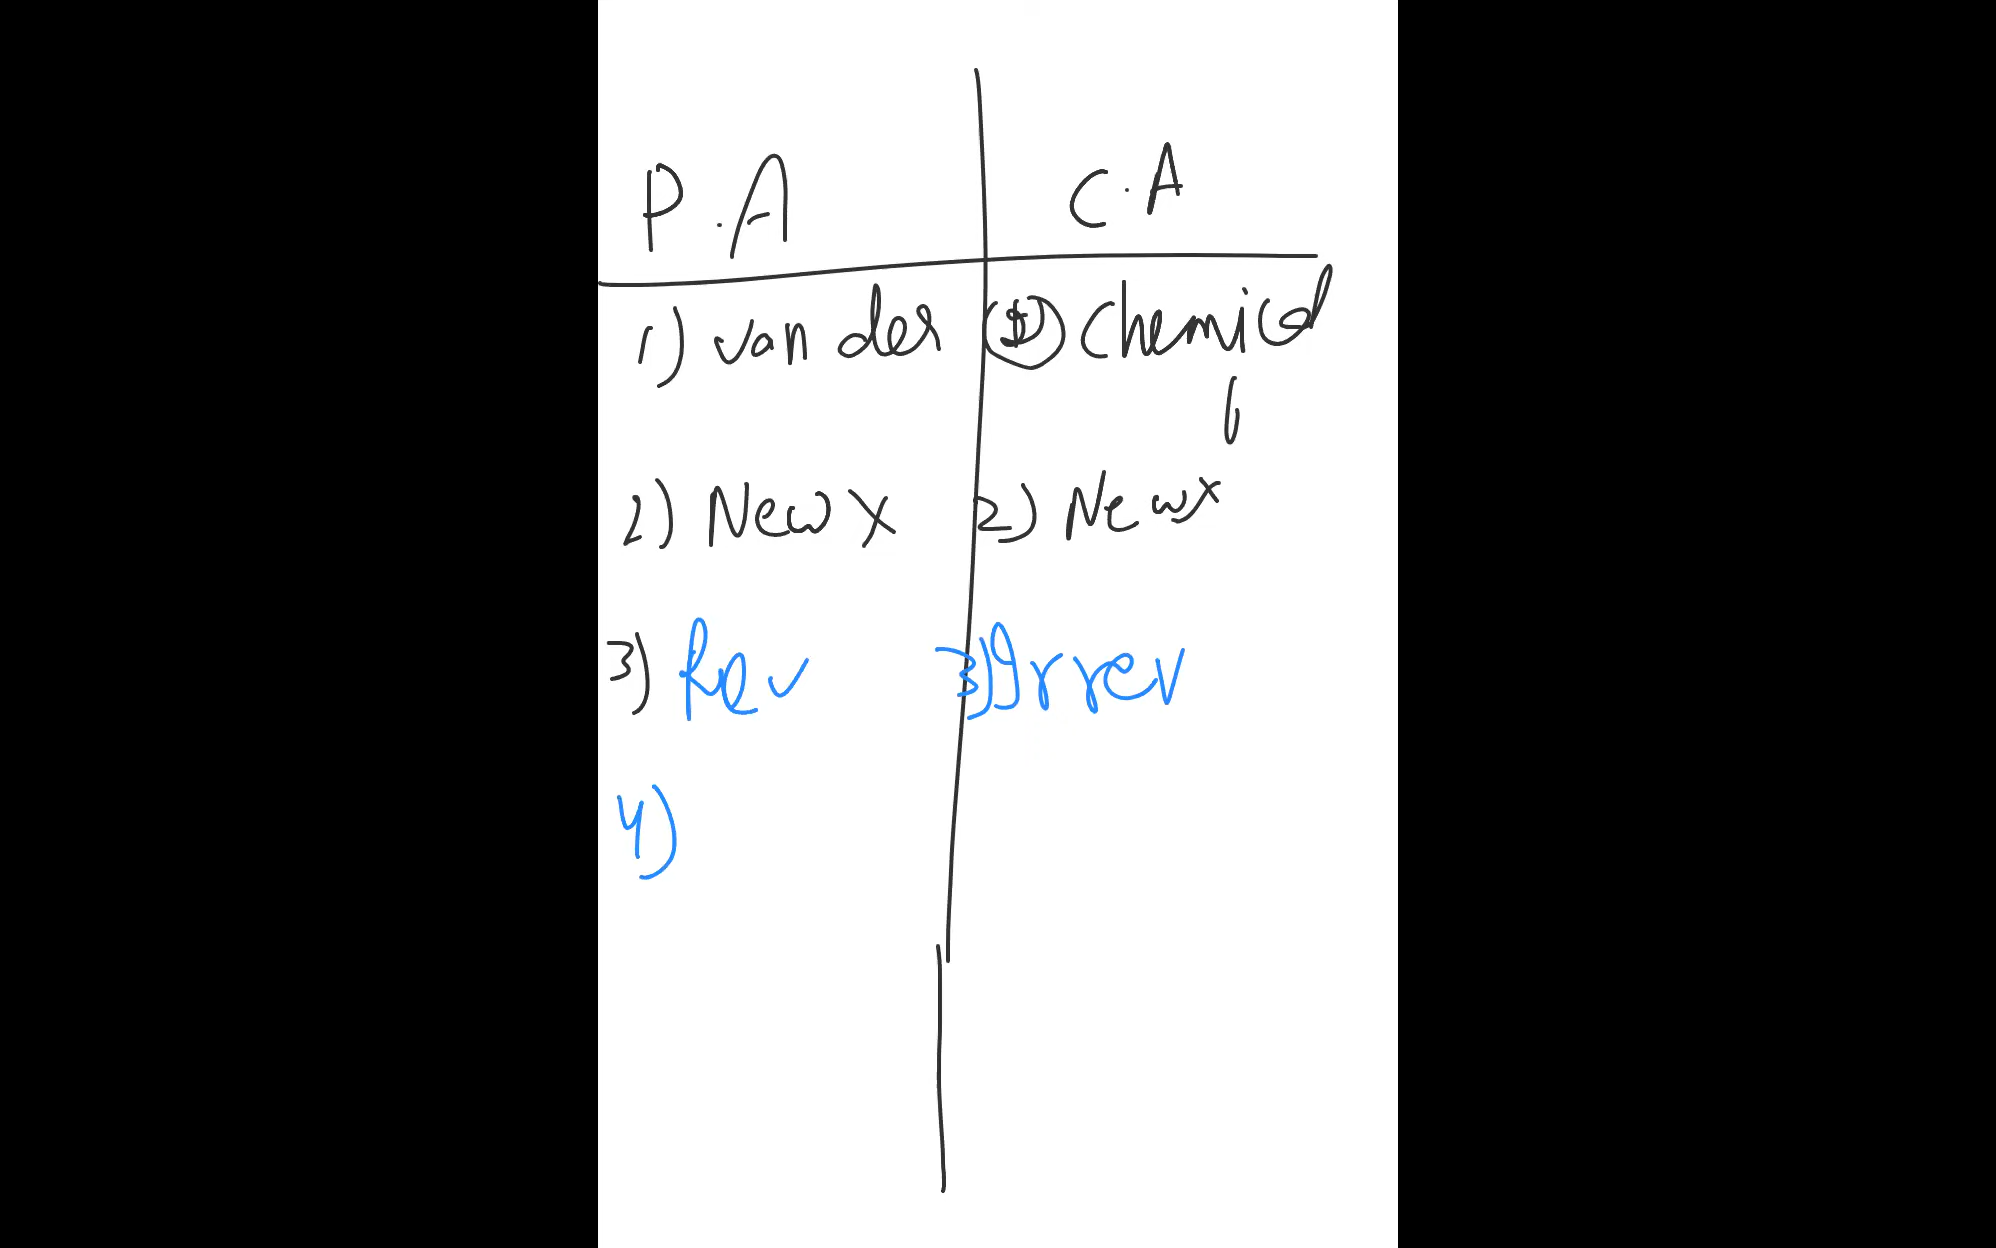 P.A C.A
1) van der (1) Chemical
2) New X 2) New x
3) Rev 3) Irrev
4)